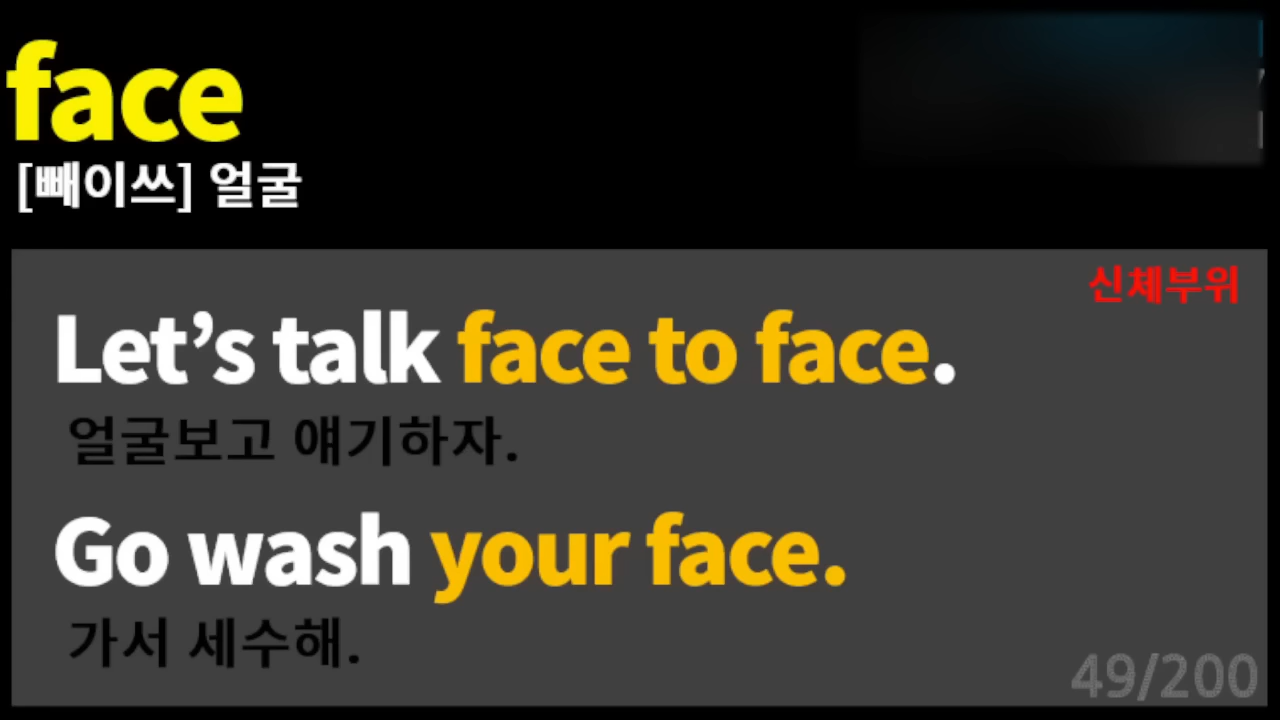 face
[빼이쓰] 얼굴
신체부위
Let’s talk face to face.
얼굴보고 얘기하자.
Go wash your face.
가서 세수해.
49/200